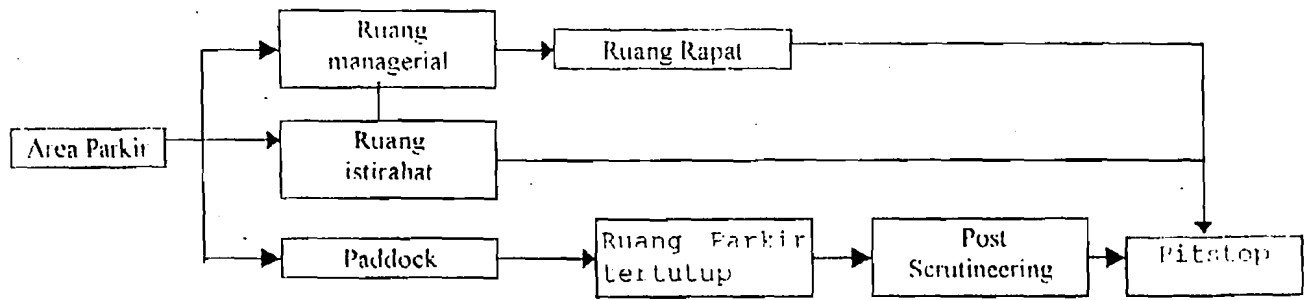 Ruang
managerial
Ruang Rapat
Area Parkir
Ruang
istirahat
Paddock
Ruang Parkir
tertutup
Post
Scrutineering
Pitstop